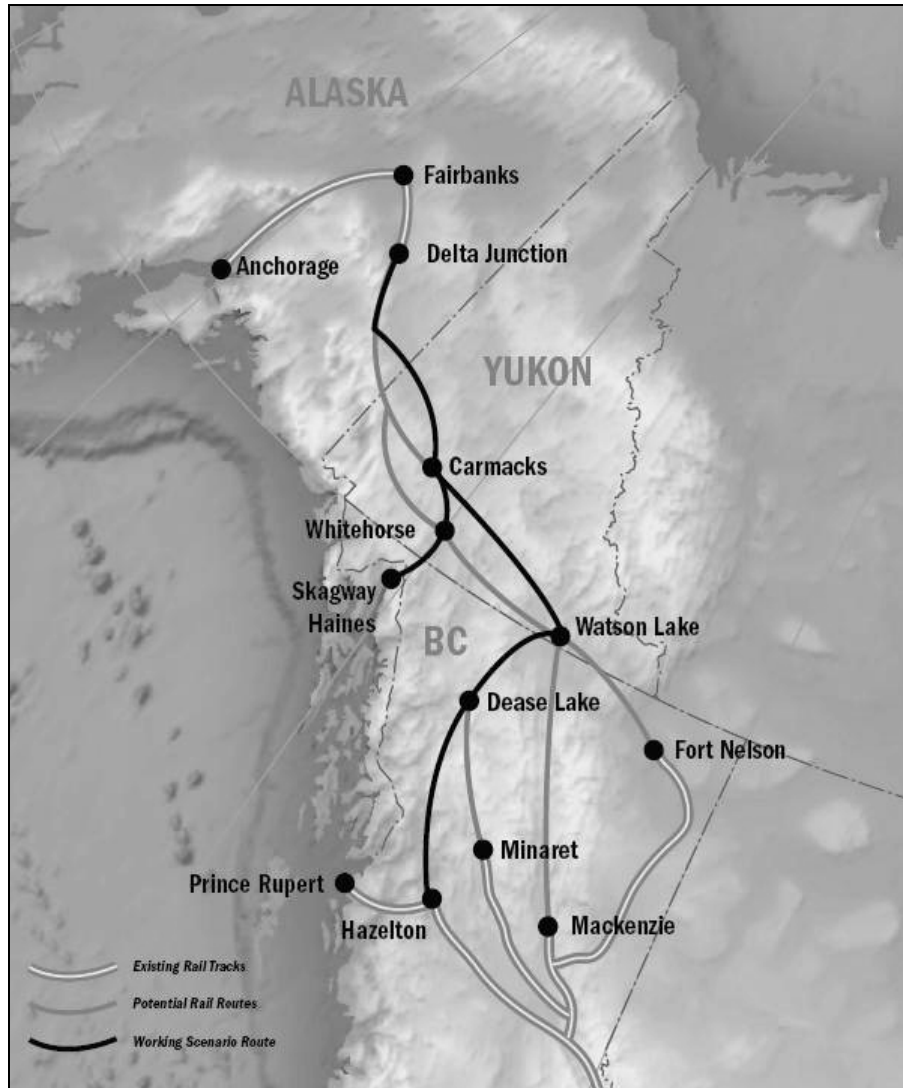 ALASKA
Fairbanks
Delta Junction
Anchorage
YUKON
Carmacks
Whitehorse
Skagway
Haines
Watson Lake
BC
Dease Lake
Fort Nelson
Minaret
Prince Rupert
Hazelton
Mackenzie
Existing Rail Tracks
Potential Rail Routes
Working Scenario Route